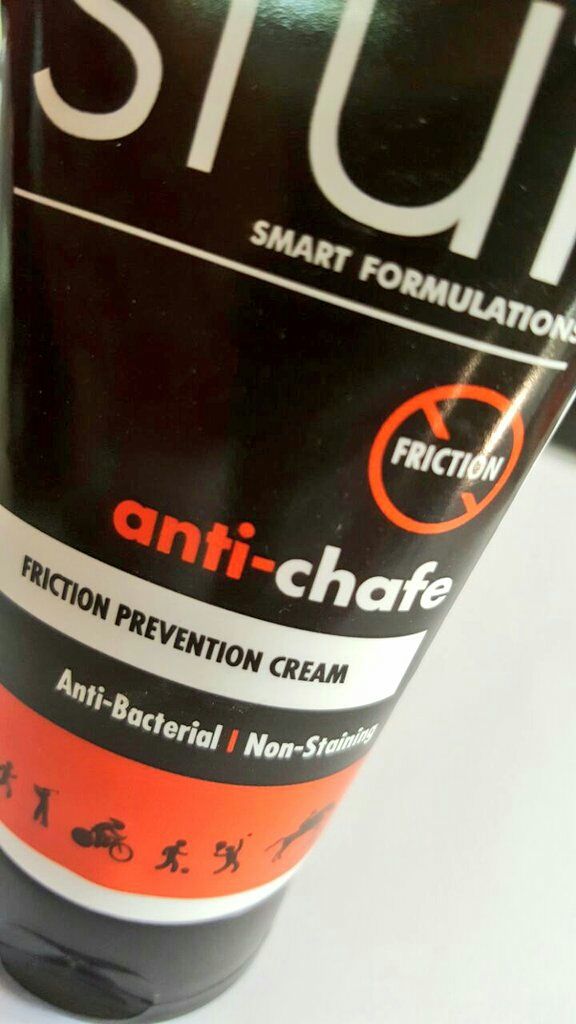 SMART FORMULATIONS
FRICTION
anti-chafe
FRICTION PREVENTION CREAM
Anti-Bacterial | Non-Staining